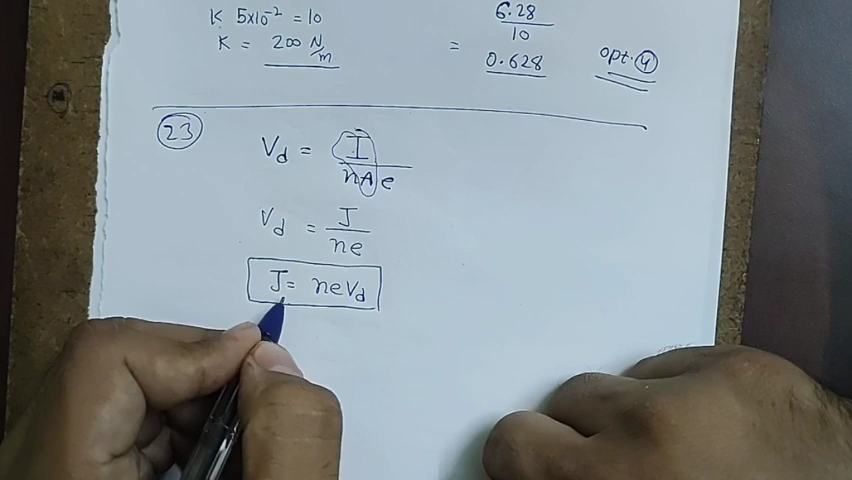 K 5x10⁻² = 10
K = 200 N/m
6.28
10
= 0.628
opt. (4)
(23)
Vd = I
nAe
Vd = J
ne
J = neVd